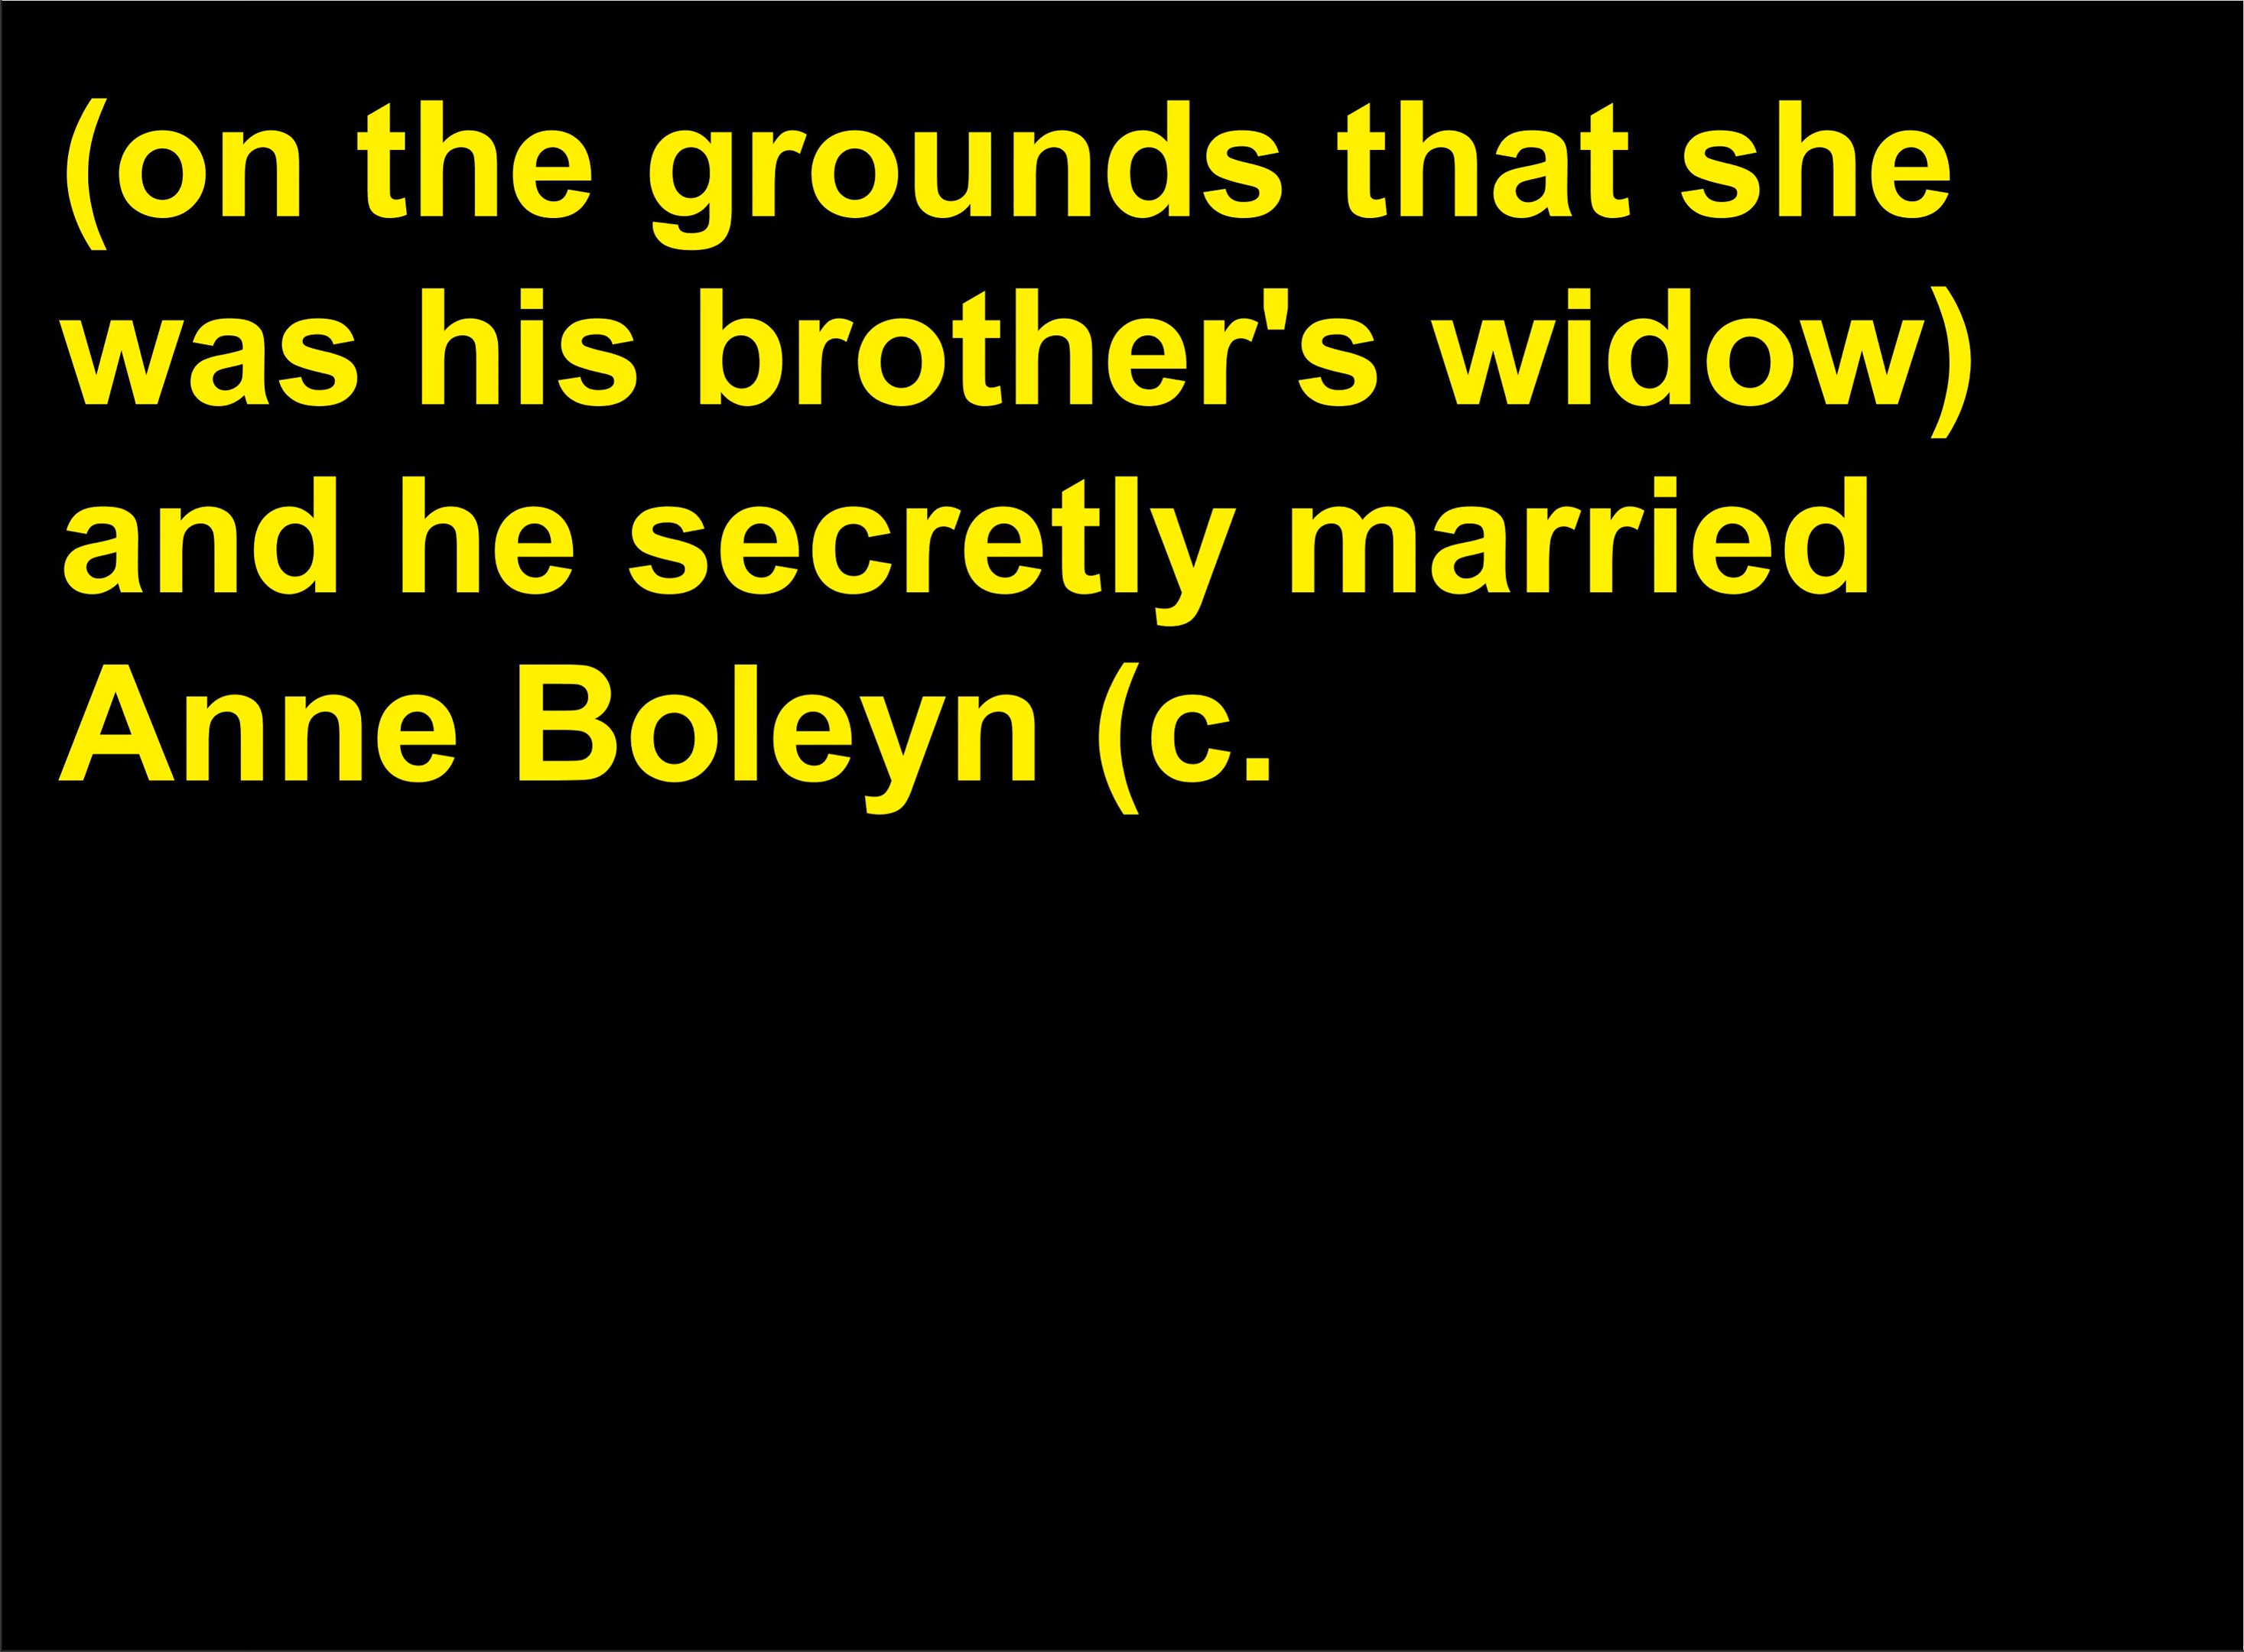 (on the grounds that she
was his brother's widow)
and he secretly married
Anne Boleyn (c.